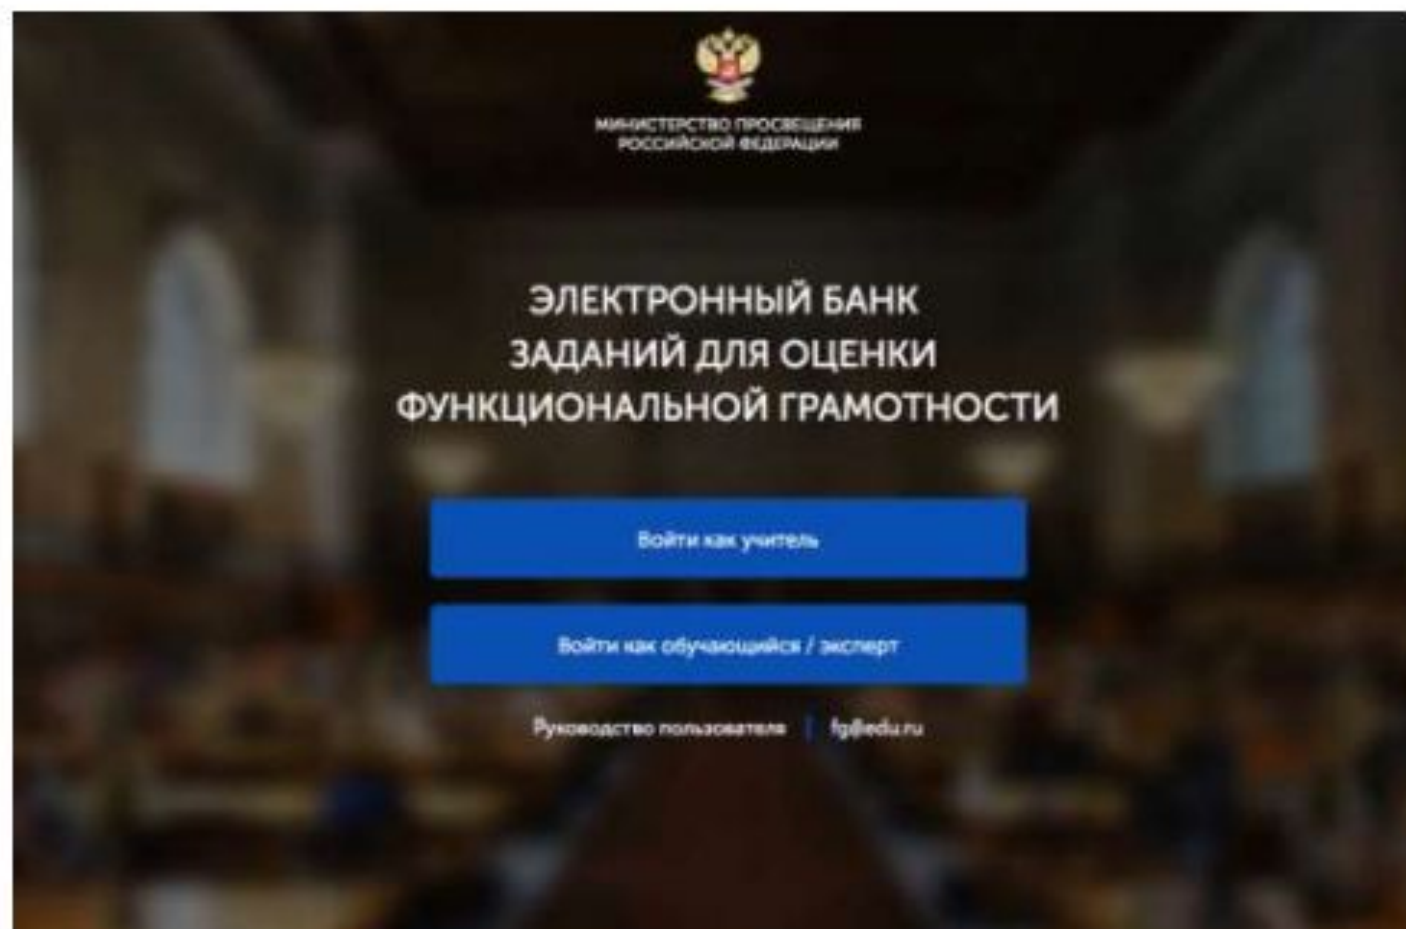 МИНИСТЕРСТВО ПРОСВЕЩЕНИЯ
РОССИЙСКОЙ ФЕДЕРАЦИИ
ЭЛЕКТРОННЫЙ БАНК
ЗАДАНИЙ ДЛЯ ОЦЕНКИ
ФУНКЦИОНАЛЬНОЙ ГРАМОТНОСТИ
Войти как учитель
Войти как обучающийся / эксперт
Руководство пользователя | fg@edu.ru